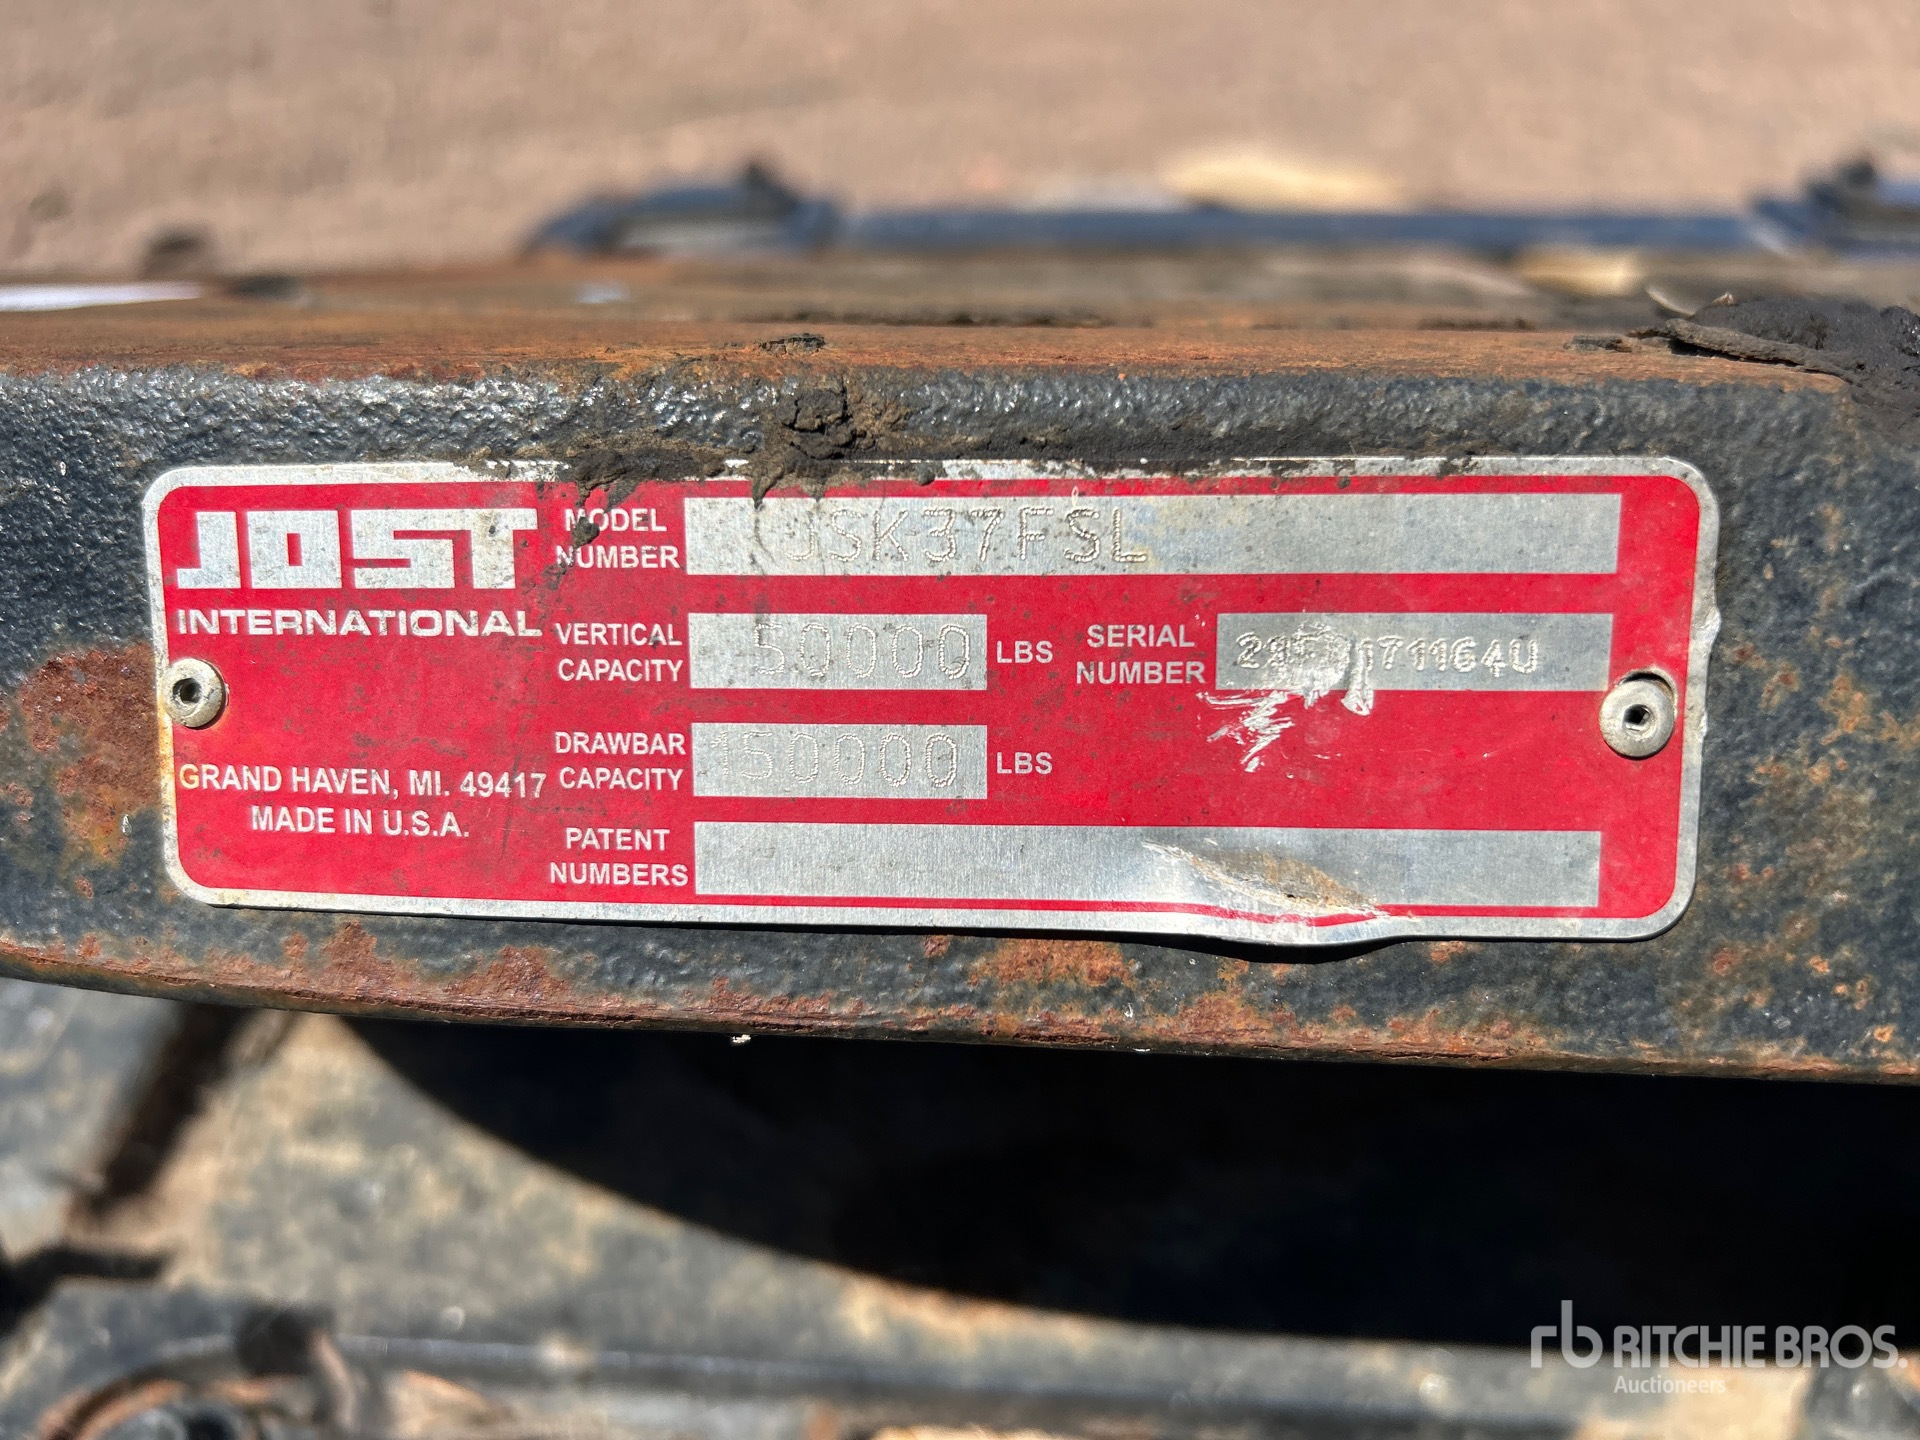 JOST
INTERNATIONAL
GRAND HAVEN, MI. 49417
MADE IN U.S.A.
MODEL NUMBER JSK37FSL
VERTICAL CAPACITY 50000 LBS
SERIAL NUMBER
DRAWBAR CAPACITY 150000 LBS
PATENT NUMBERS
rb RITCHIE BROS.
Auctioneers